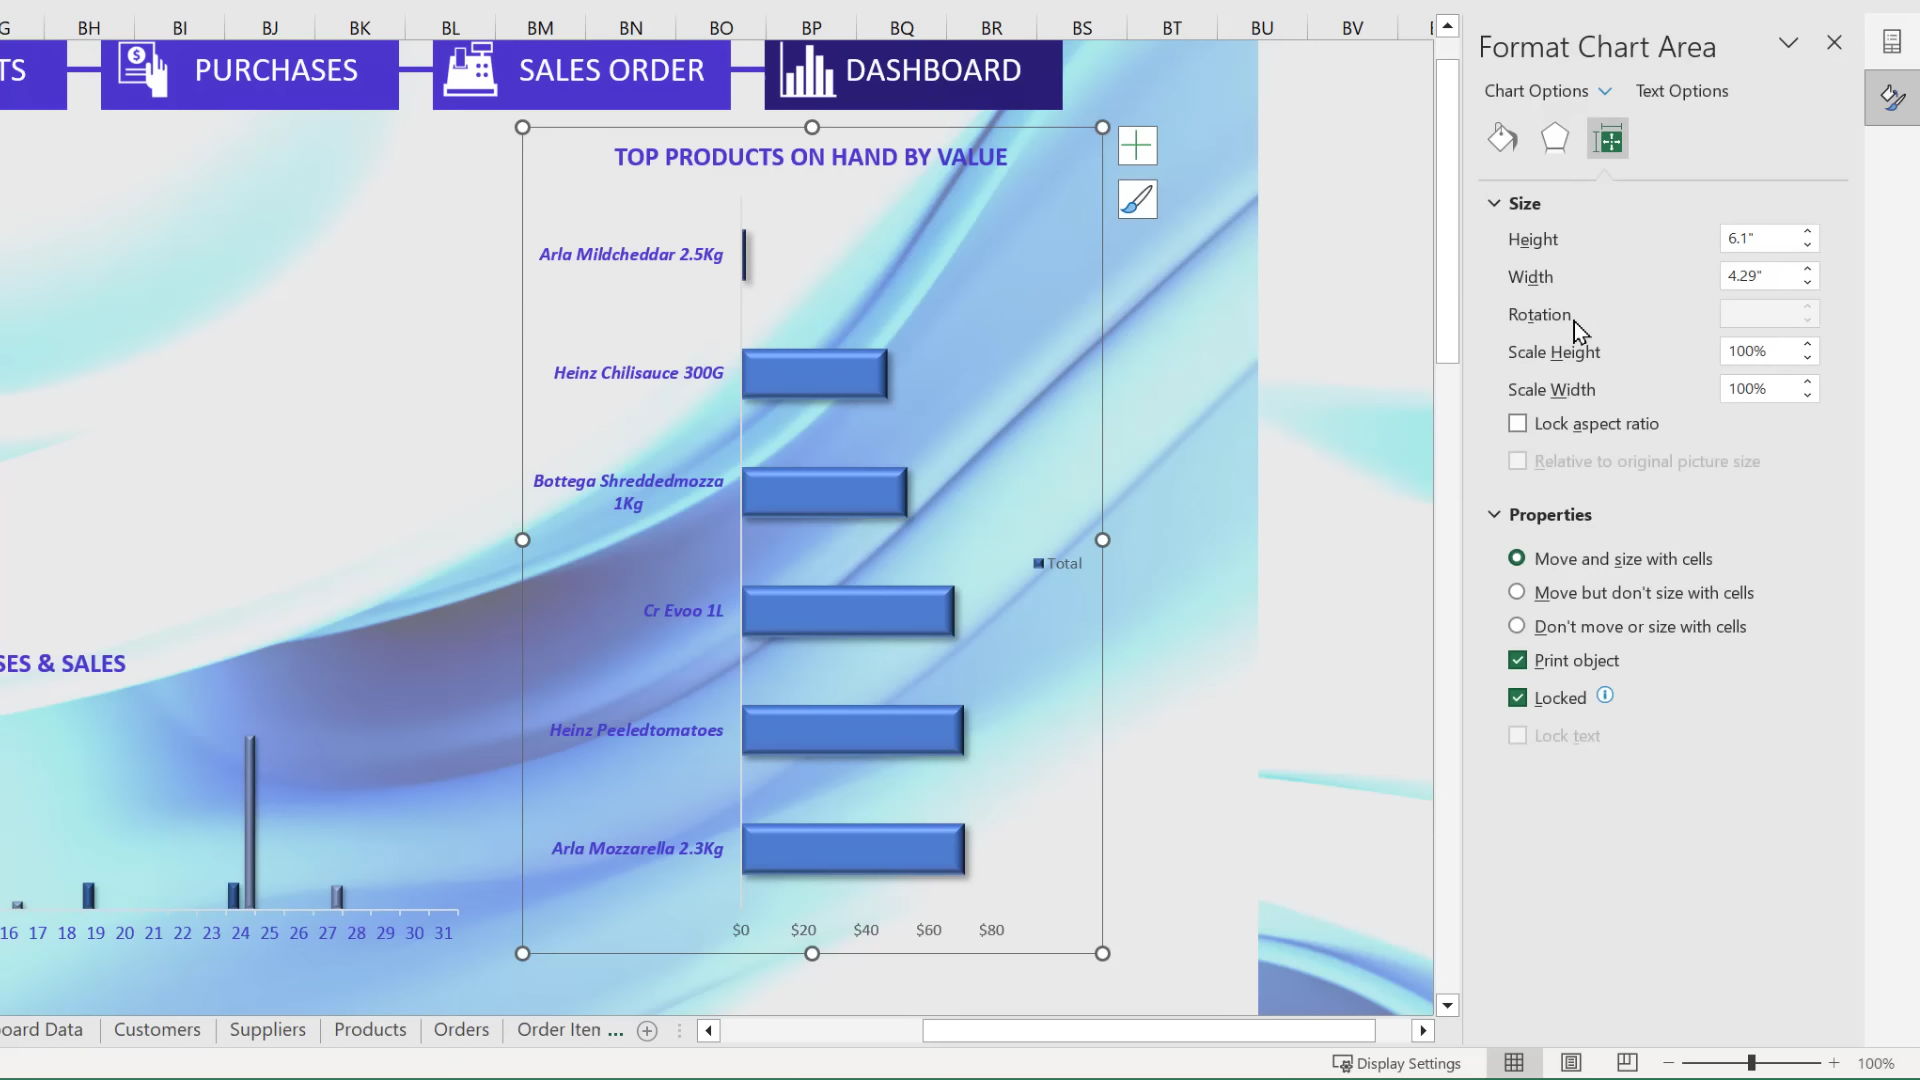 BH BI BJ BK BL BM BN BO BP BQ BR BS BT BU BV
TS PURCHASES SALES ORDER DASHBOARD
TOP PRODUCTS ON HAND BY VALUE
Arla Mildcheddar 2.5Kg
Heinz Chilisauce 300G
Bottega Shreddedmozza
1Kg
Total
Cr Evoo 1L
SES & SALES
Heinz Peeledtomatoes
Arla Mozzarella 2.3Kg
$0 $20 $40 $60 $80
16 17 18 19 20 21 22 23 24 25 26 27 28 29 30 31
oard Data Customers Suppliers Products Orders Order Iten ...
Format Chart Area
Chart Options Text Options
Size
Height 6.1"
Width 4.29"
Rotation
Scale Height 100%
Scale Width 100%
Lock aspect ratio
Relative to original picture size
Properties
Move and size with cells
Move but don't size with cells
Don't move or size with cells
Print object
Locked
Lock text
Display Settings 100%